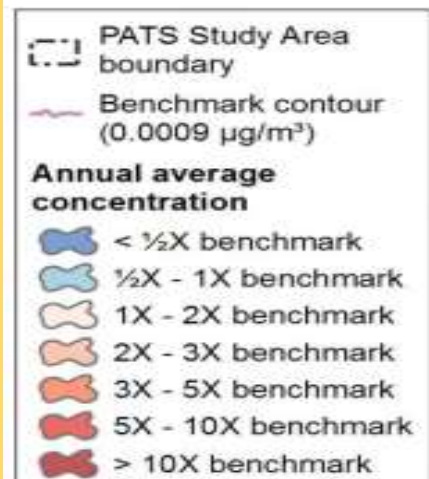 PATS Study Area
boundary
Benchmark contour
(0.0009 µg/m³)
Annual average
concentration
< ½X benchmark
½X - 1X benchmark
1X - 2X benchmark
2X - 3X benchmark
3X - 5X benchmark
5X - 10X benchmark
> 10X benchmark